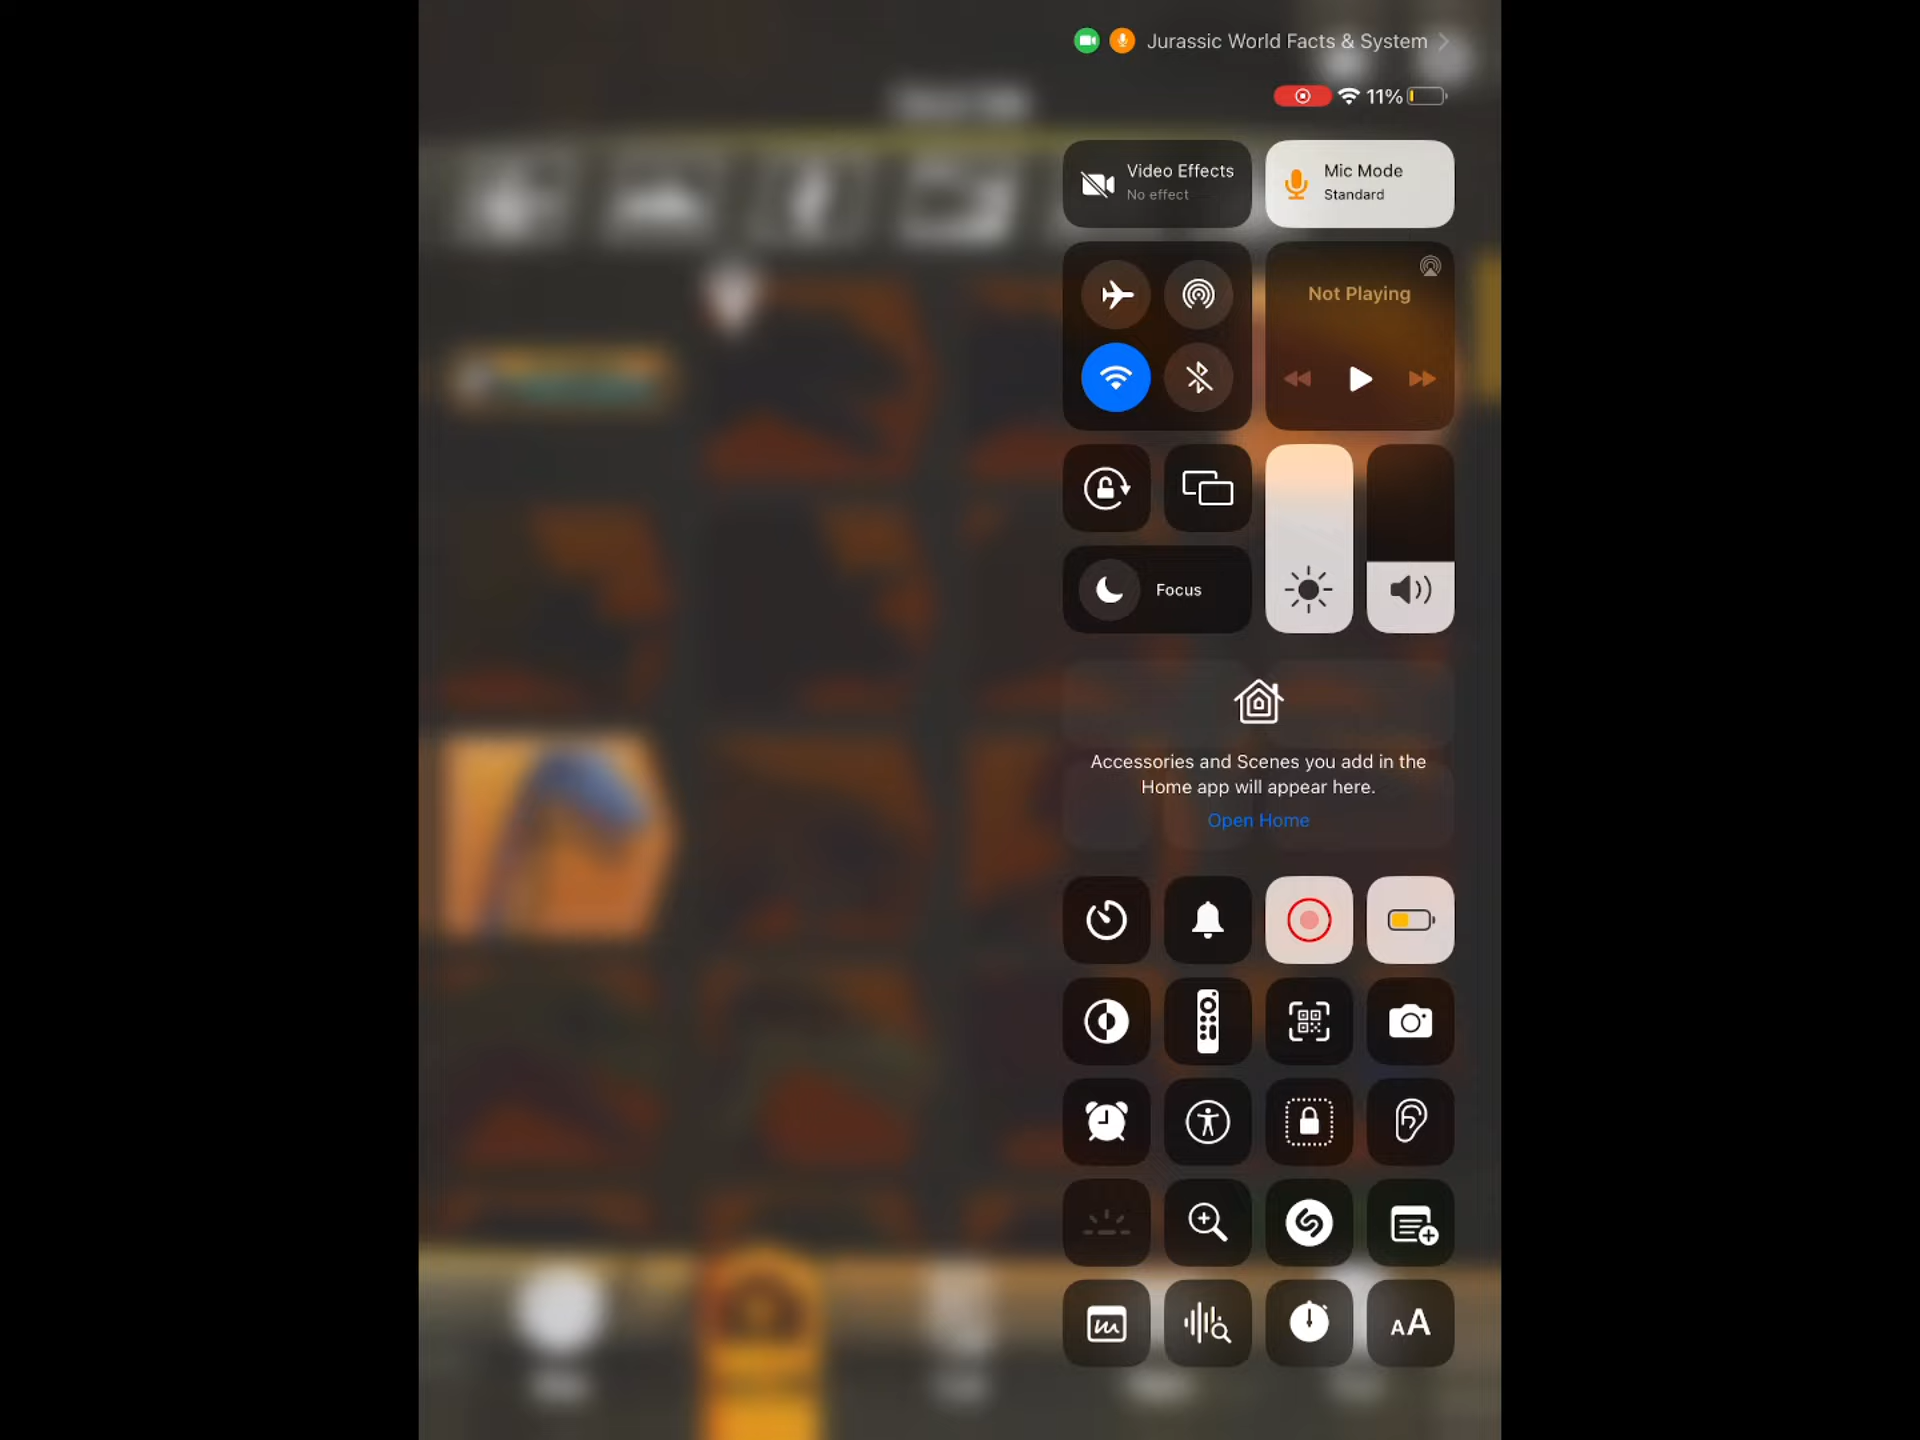 Jurassic World Facts & System
11%
Video Effects
No effect
Mic Mode
Standard
Not Playing
Focus
Accessories and Scenes you add in the
Home app will appear here.
Open Home
AA